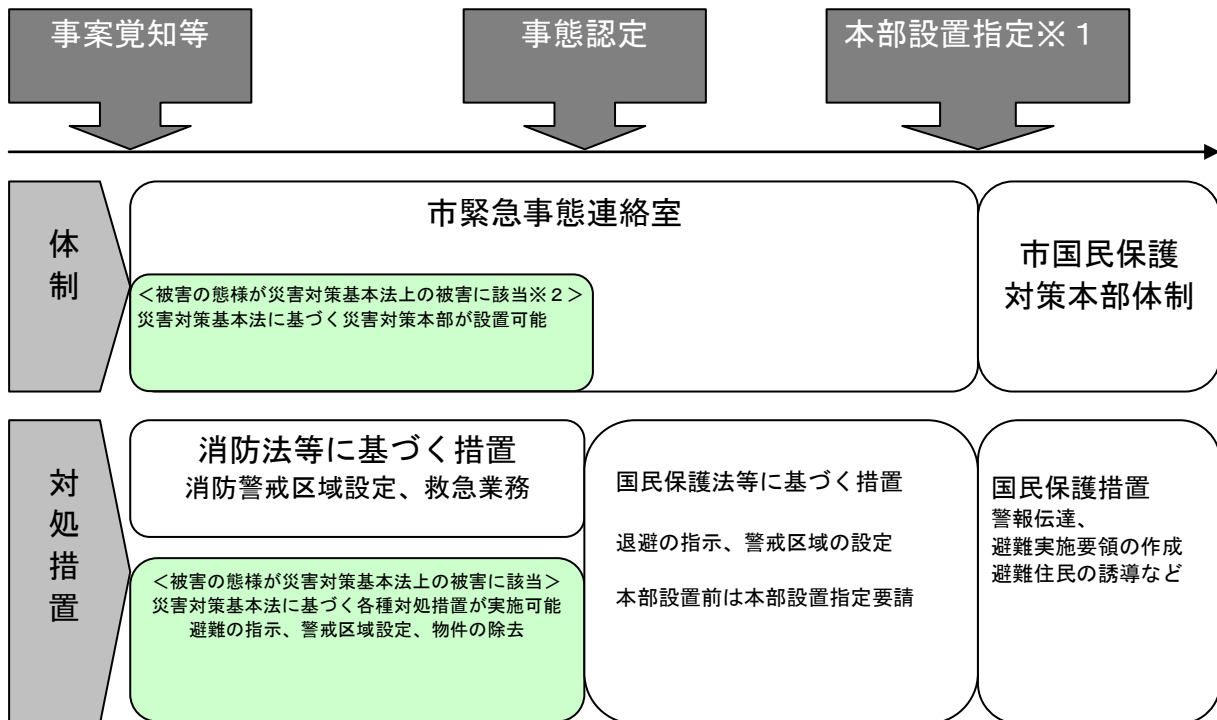 事案覚知等
事態認定
本部設置指定※１
体制
市緊急事態連絡室
＜被害の態様が災害対策基本法上の被害に該当※２＞
災害対策基本法に基づく災害対策本部が設置可能
市国民保護
対策本部体制
対処措置
消防法等に基づく措置
消防警戒区域設定、救急業務
＜被害の態様が災害対策基本法上の被害に該当＞
災害対策基本法に基づく各種対処措置が実施可能
避難の指示、警戒区域設定、物件の除去
国民保護法等に基づく措置
退避の指示、警戒区域の設定
本部設置前は本部設置指定要請
国民保護措置
警報伝達、
避難実施要領の作成
避難住民の誘導など